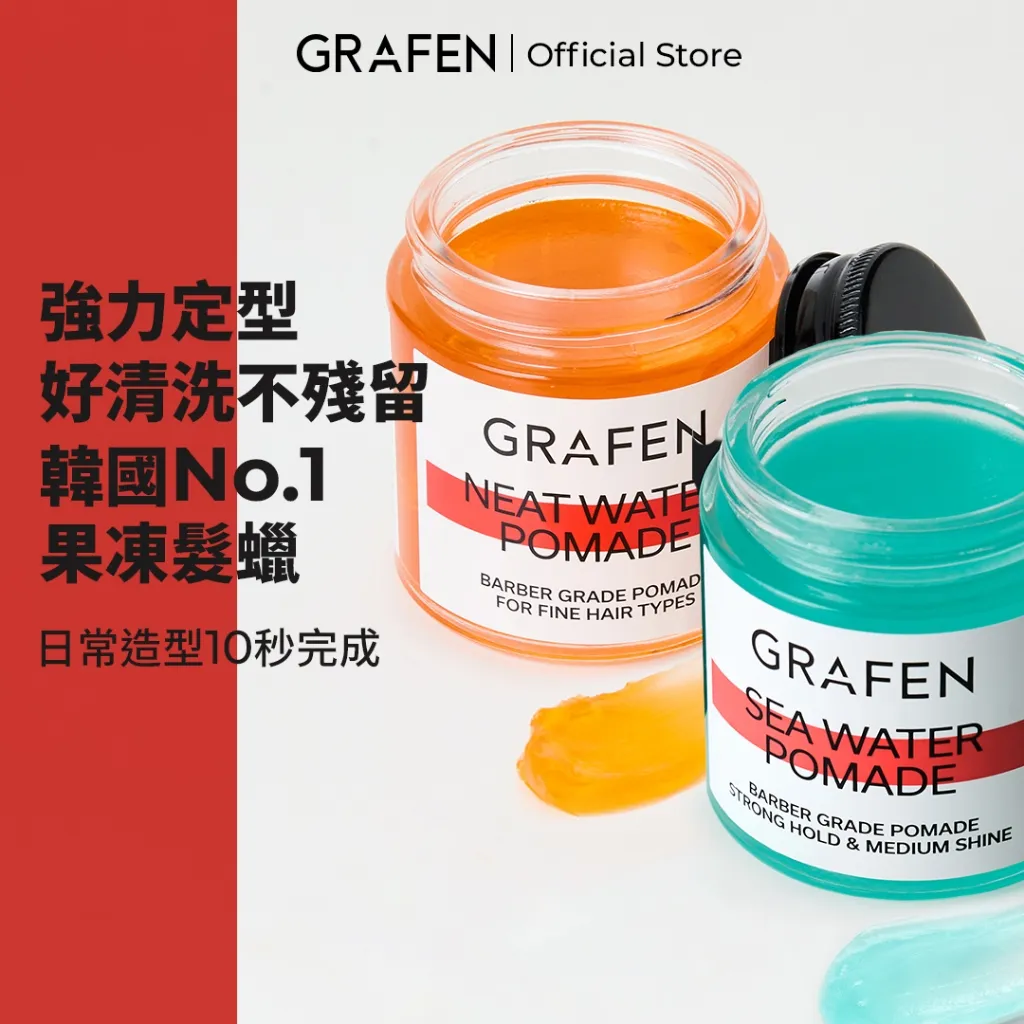 GRAFEN | Official Store
強力定型
好清洗不殘留
韓國No.1
果凍髮蠟
日常造型10秒完成
GRAFEN
NEAT WATE
POMADE
BARBER GRADE POMAD
FOR FINE HAIR TYPES
GRAFEN
SEA WATER
POMADE
BARBER GRADE POMADE
STRONG HOLD & MEDIUM SHINE